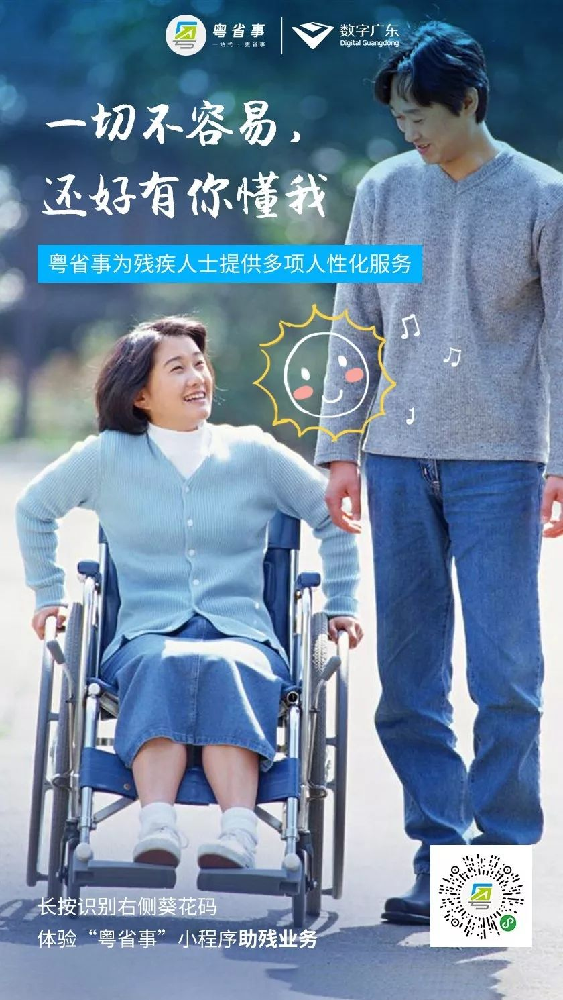 粤省事
一站式 · 更省事
数字广东
Digital Guangdong
一切不容易，
还好有你懂我
粤省事为残疾人士提供多项人性化服务
长按识别右侧葵花码
体验“粤省事”小程序助残业务